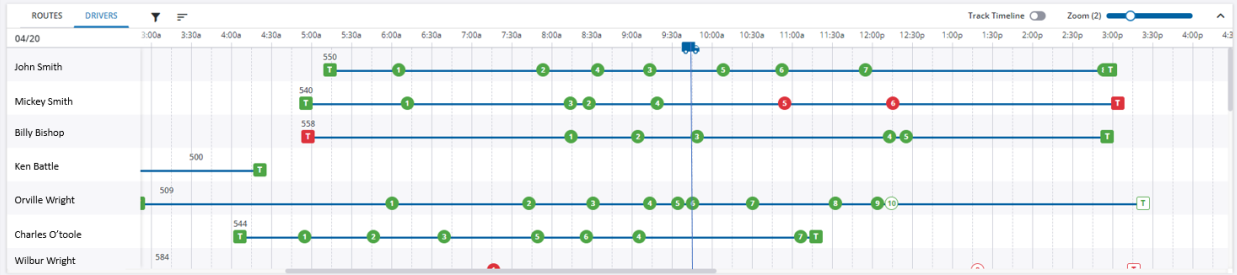 ROUTES DRIVERS Track Timeline Zoom (2)
04/20 3:00a 3:30a 4:00a 4:30a 5:00a 5:30a 6:00a 6:30a 7:00a 7:30a 8:00a 8:30a 9:00a 9:30a 10:00a 10:30a 11:00a 11:30a 12:00p 12:30p 1:00p 1:30p 2:00p 2:30p 3:00p 3:30p 4:00p 4:3
550
John Smith T 1 2 4 3 5 6 7 T
540
Mickey Smith T 1 3 2 4 5 6 T
558
Billy Bishop T 1 2 3 4 5 T
500
Ken Battle T
509
Orville Wright 1 2 3 4 5 6 7 8 9 10 T
544
Charles O'toole T 1 2 3 5 6 4 7 T
584
Wilbur Wright